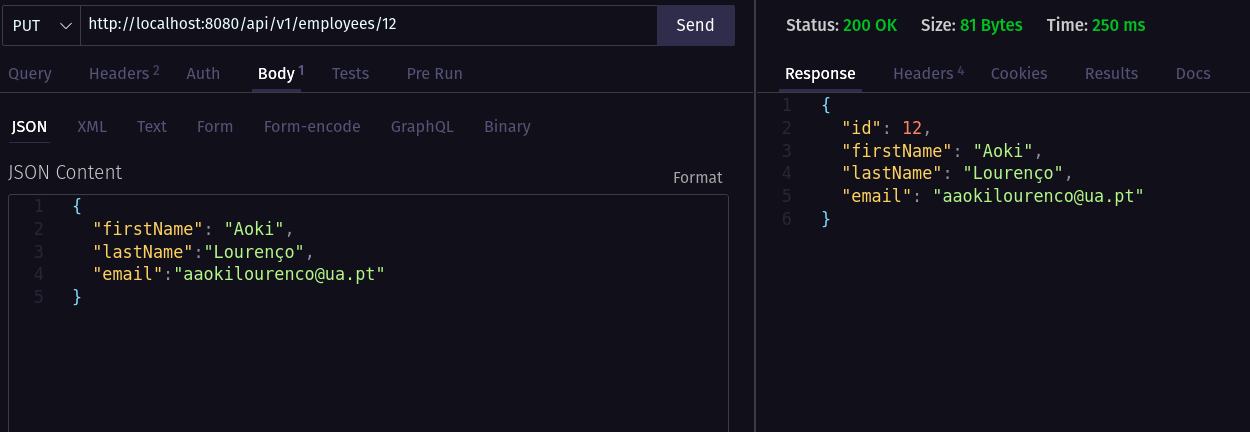 PUT http://localhost:8080/api/v1/employees/12 Send
Query Headers 2 Auth Body 1 Tests Pre Run
JSON XML Text Form Form-encode GraphQL Binary
JSON Content Format
1 {
2 "firstName": "Aoki",
3 "lastName":"Lourenço",
4 "email":"aaokilourenco@ua.pt"
5 }
Status: 200 OK Size: 81 Bytes Time: 250 ms
Response Headers 4 Cookies Results Docs
1 {
2 "id": 12,
3 "firstName": "Aoki",
4 "lastName": "Lourenço",
5 "email": "aaokilourenco@ua.pt"
6 }